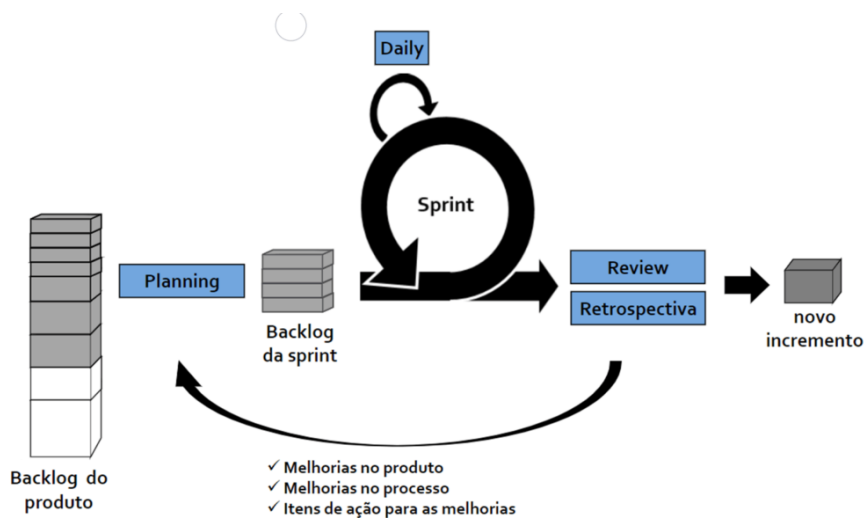 Daily
Sprint
Planning
Review
Retrospectiva
Backlog
da sprint
novo
incremento
Backlog do
produto
✓ Melhorias no produto
✓ Melhorias no processo
✓ Itens de ação para as melhorias